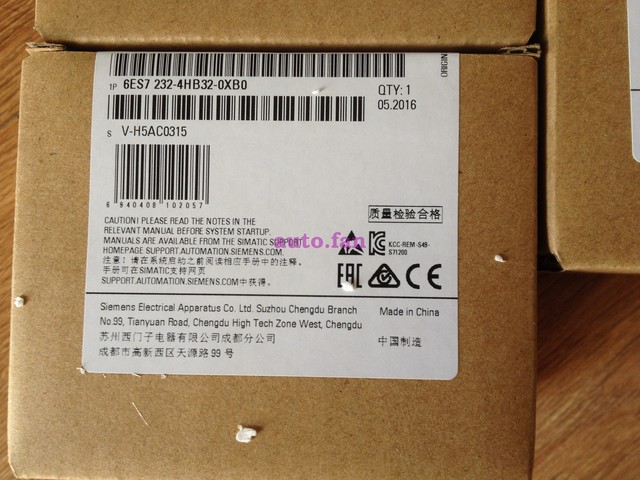 1P 6ES7 232-4HB32-0XB0
QTY: 1
05.2016
S V-H5AC0315
6 940408 102057
质量检验合格
CAUTION! PLEASE READ THE NOTES IN THE
RELEVANT MANUAL BEFORE SYSTEM STARTUP.
MANUALS ARE AVAILABLE FROM THE SIMATIC SUPPORT
HOMEPAGE SUPPORT.AUTOMATION.SIEMENS.COM.
注意! 请在系统启动之前阅读相应手册中的注释。
手册可在SIMATIC支持网页
SUPPORT.AUTOMATION.SIEMENS.COM中获得。
auto.fan
KCC-REM-S49-
S71200
EAC CE
Siemens Electrical Apparatus Co. Ltd. Suzhou Chengdu Branch
No.99, Tianyuan Road, Chengdu High Tech Zone West, Chengdu
苏州西门子电器有限公司成都分公司
成都市高新西区天源路99 号
Made in China
中国制造